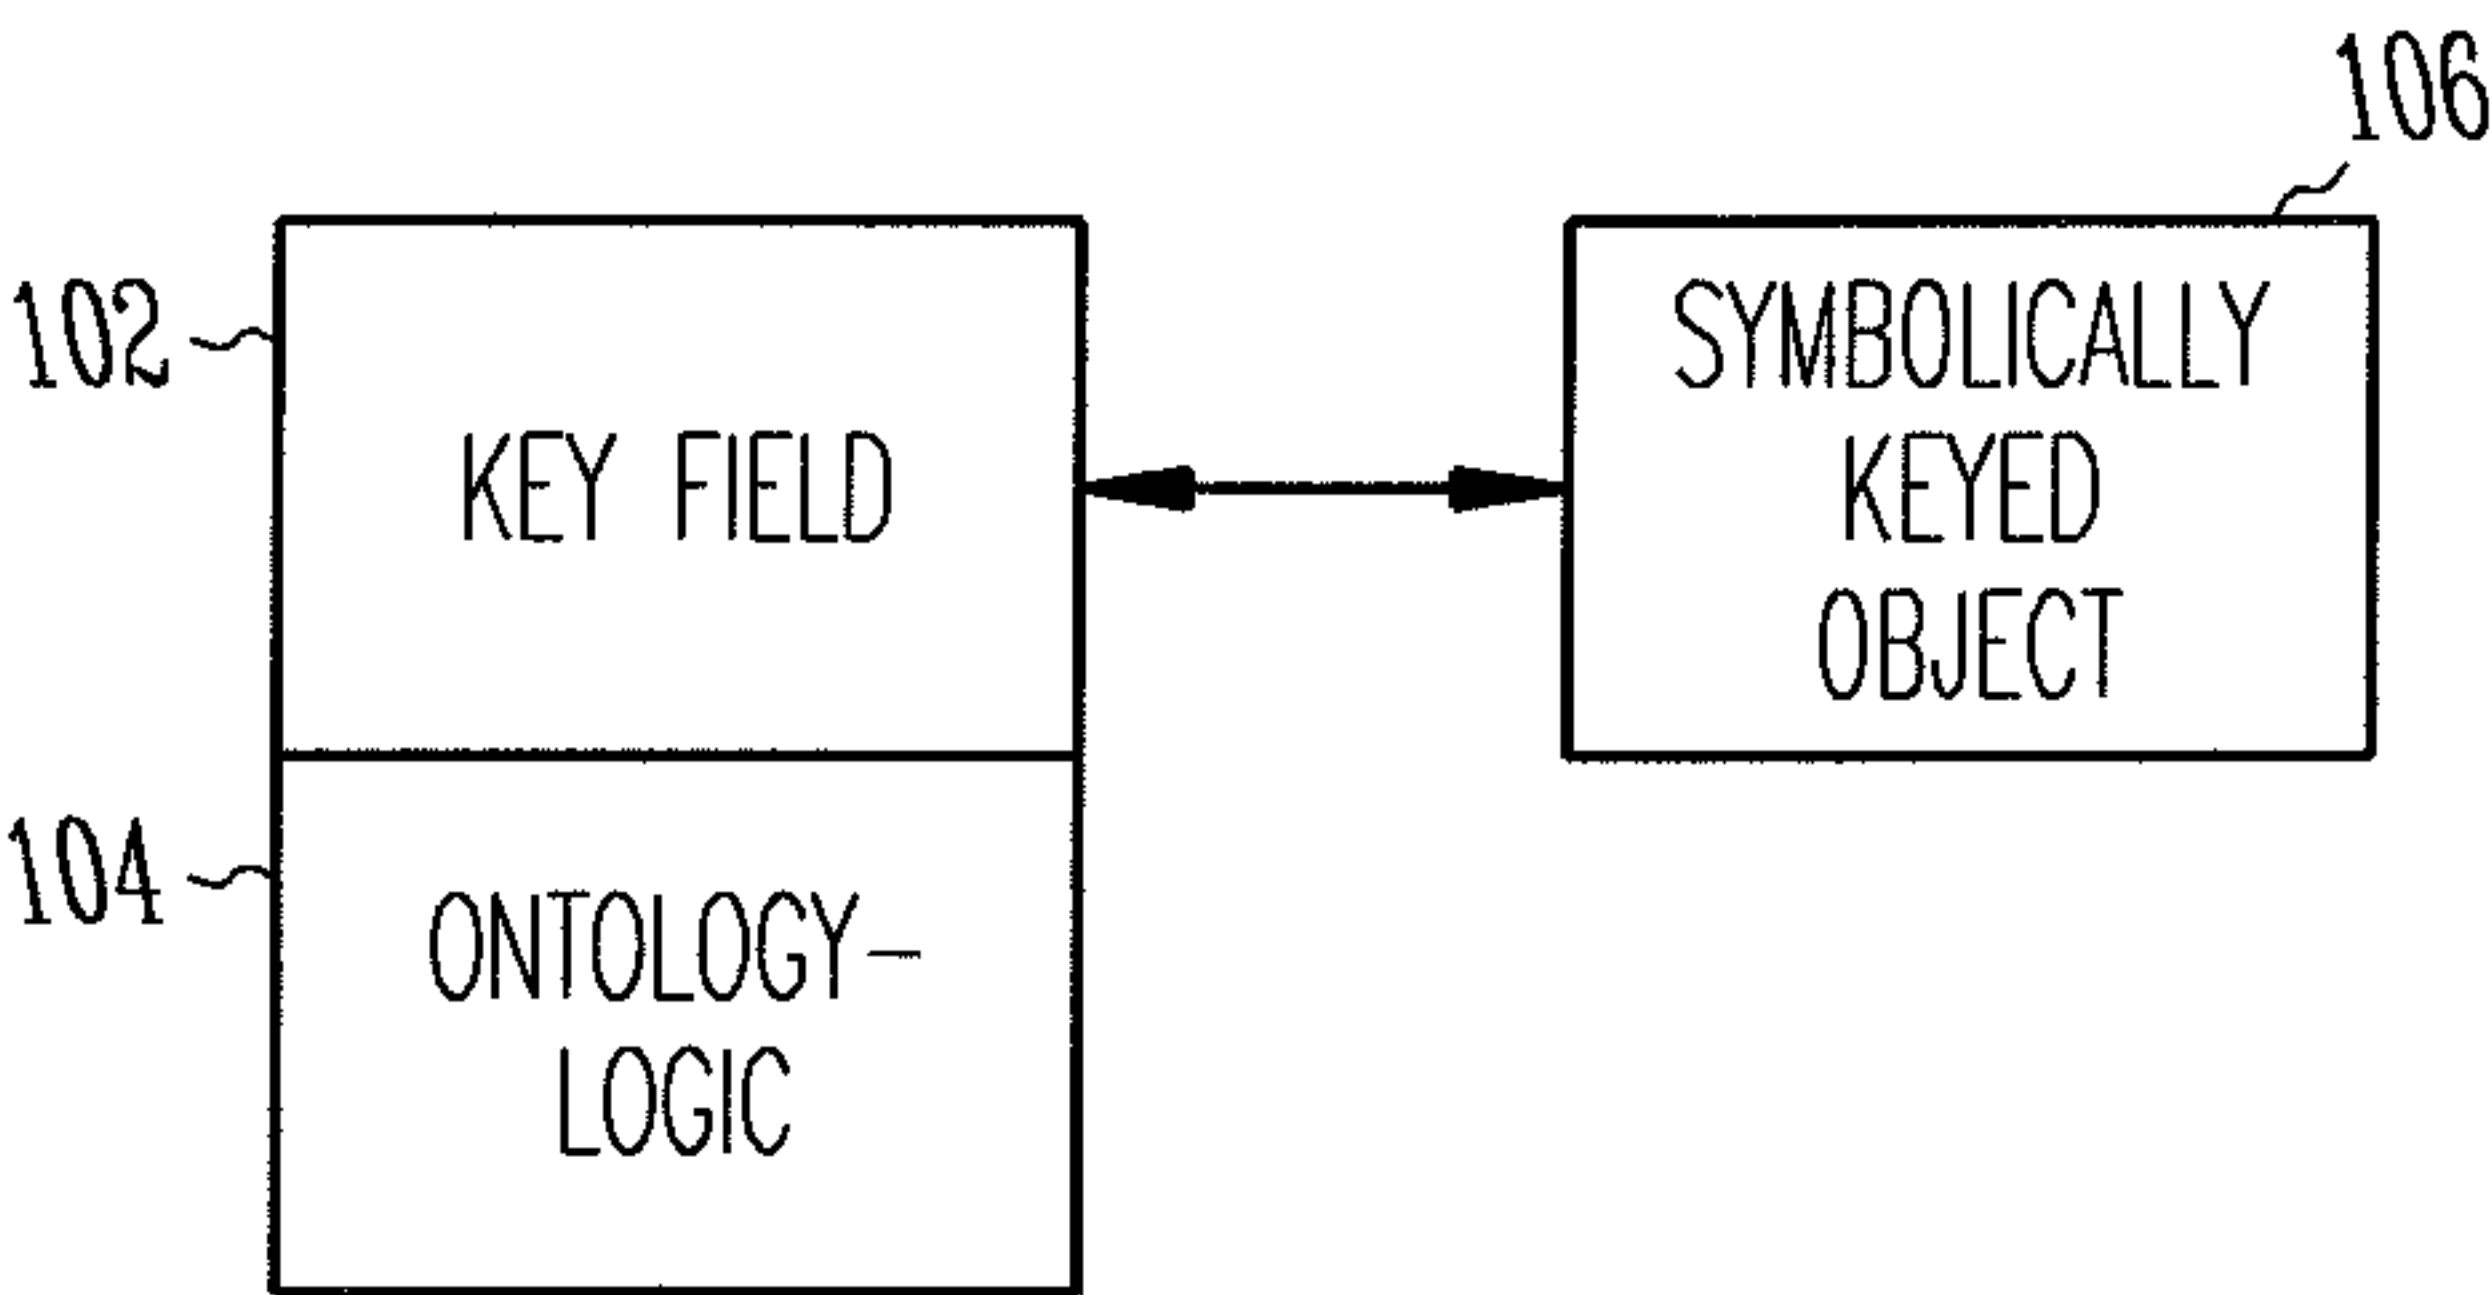 106
102
KEY FIELD
SYMBOLICALLY
KEYED
OBJECT
104
ONTOLOGY-
LOGIC